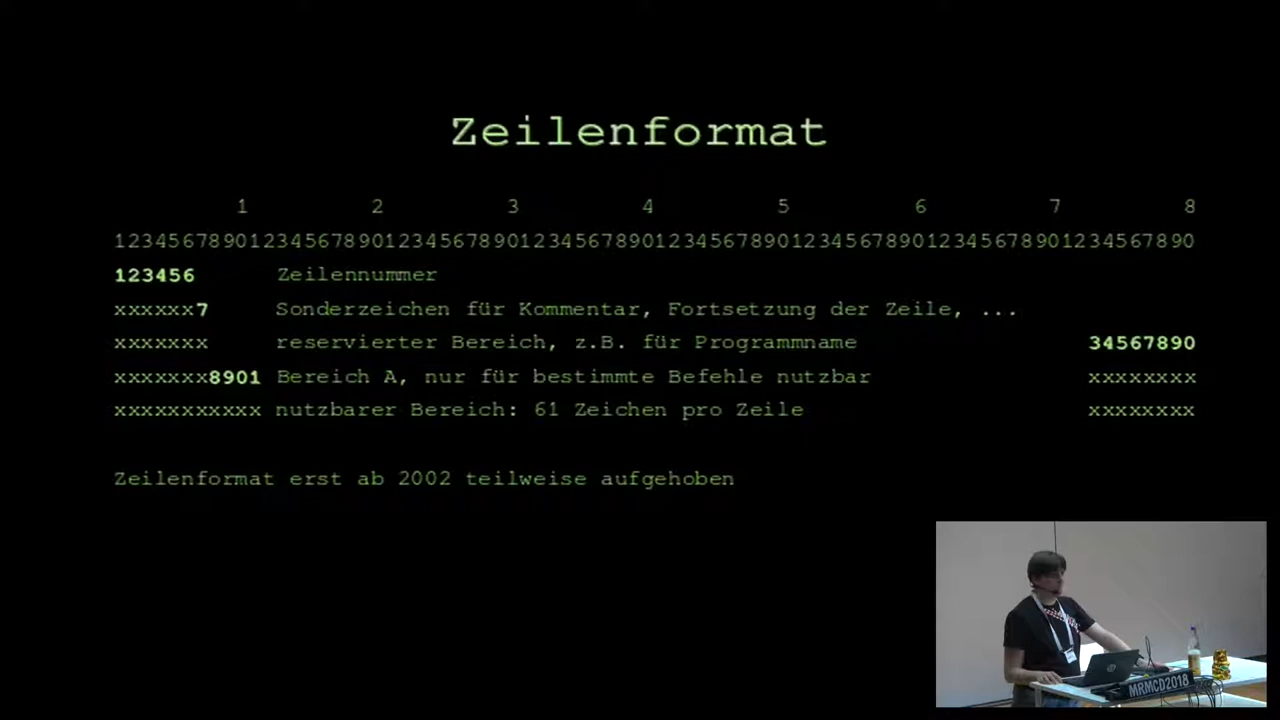 Zeilenformat
1 2 3 4 5 6 7 8
12345678901234567890123456789012345678901234567890123456789012345678901234567890
123456 Zeilennummer
xxxxxx7 Sonderzeichen für Kommentar, Fortsetzung der Zeile, ...
xxxxxxx reservierter Bereich, z.B. für Programmname 34567890
xxxxxxx8901 Bereich A, nur für bestimmte Befehle nutzbar xxxxxxxx
xxxxxxxxxxx nutzbarer Bereich: 61 Zeichen pro Zeile xxxxxxxx
Zeilenformat erst ab 2002 teilweise aufgehoben
MRMCD2018